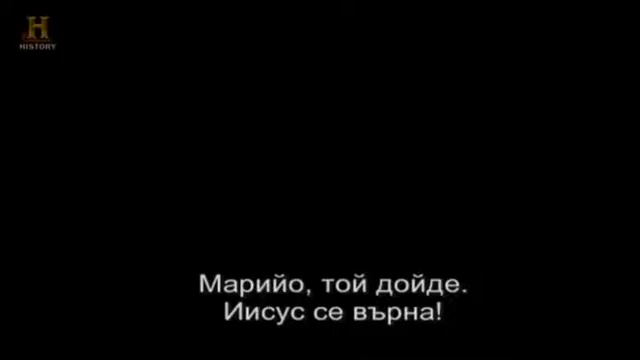 H
HISTORY
Марийо, той дойде.
Иисус се върна!